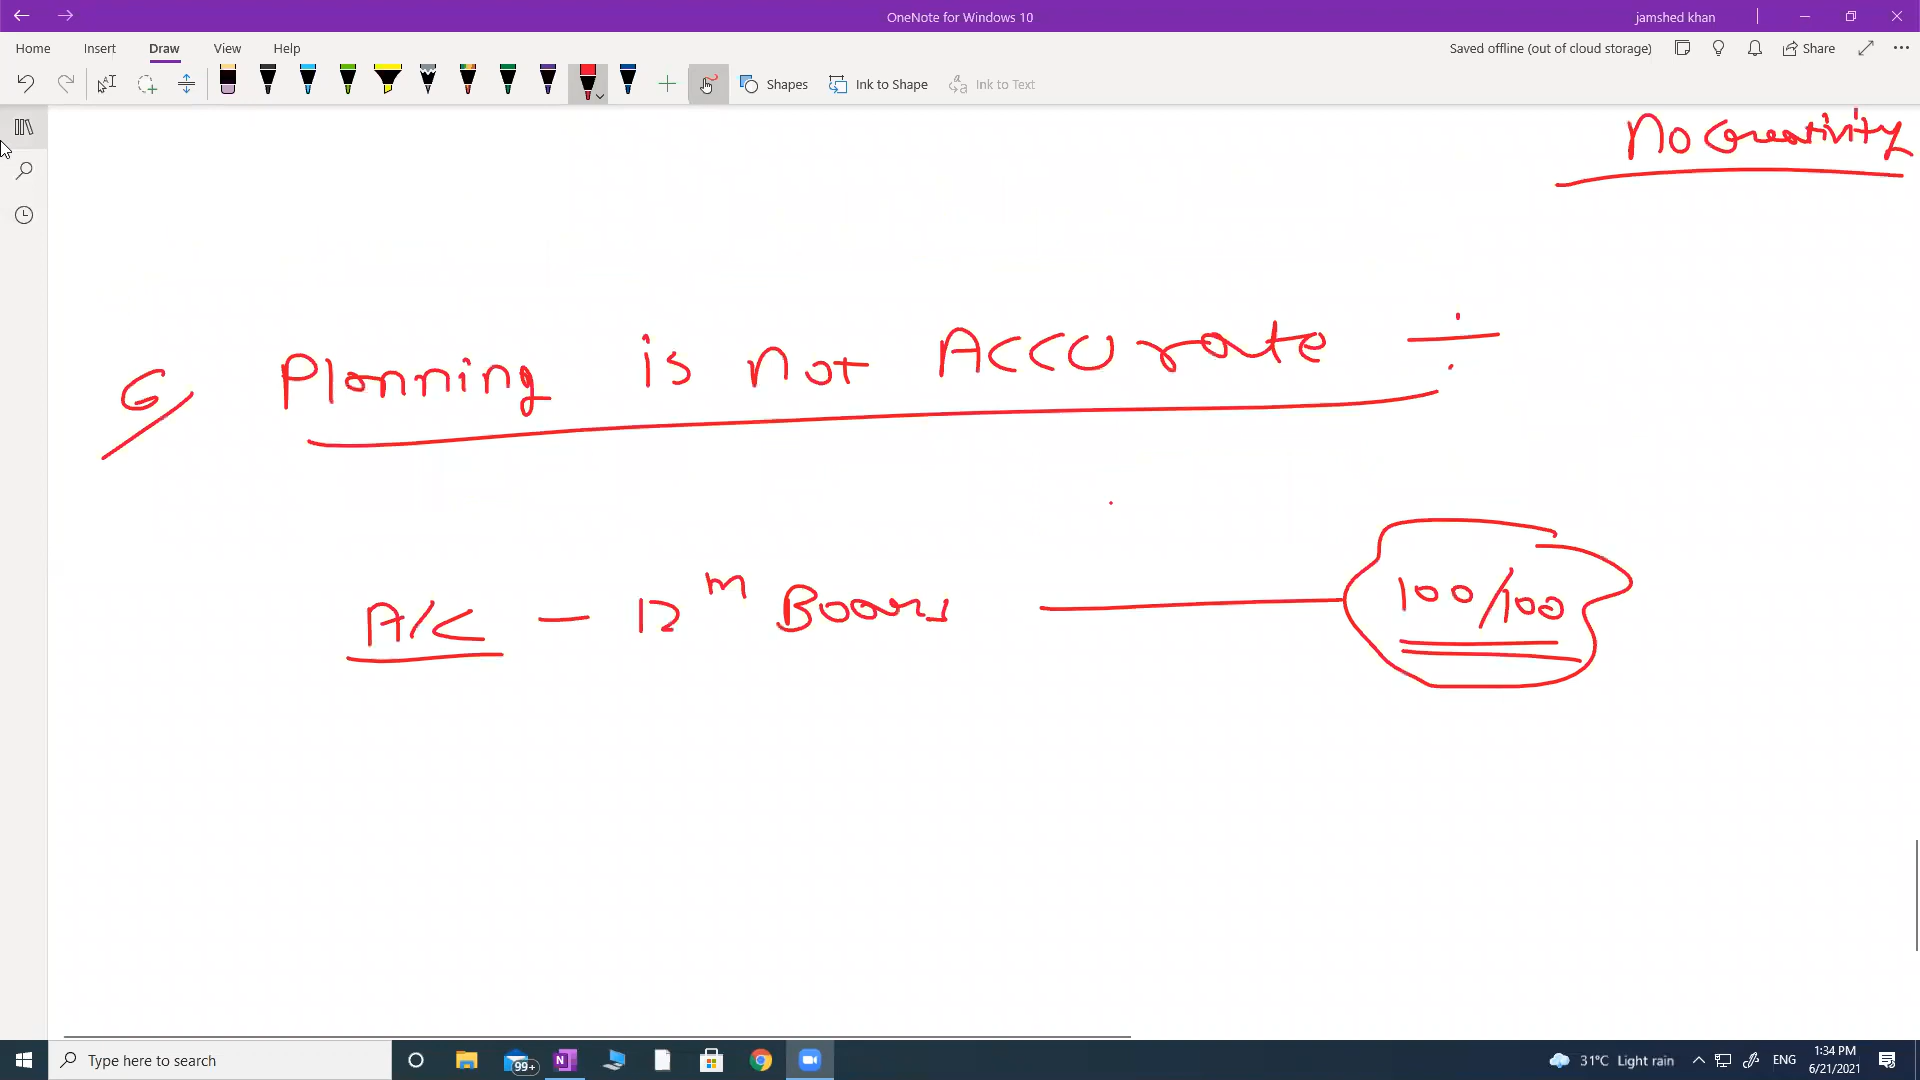 OneNote for Windows 10
jamshed khan
Home Insert Draw View Help
Saved offline (out of cloud storage) Share
Shapes Ink to Shape Ink to Text
No Creativity
6 Planning is not Accurate ÷
A/C — 12th Boards — 100/100
Type here to search
99+
31°C Light rain
ENG
1:34 PM
6/21/2021